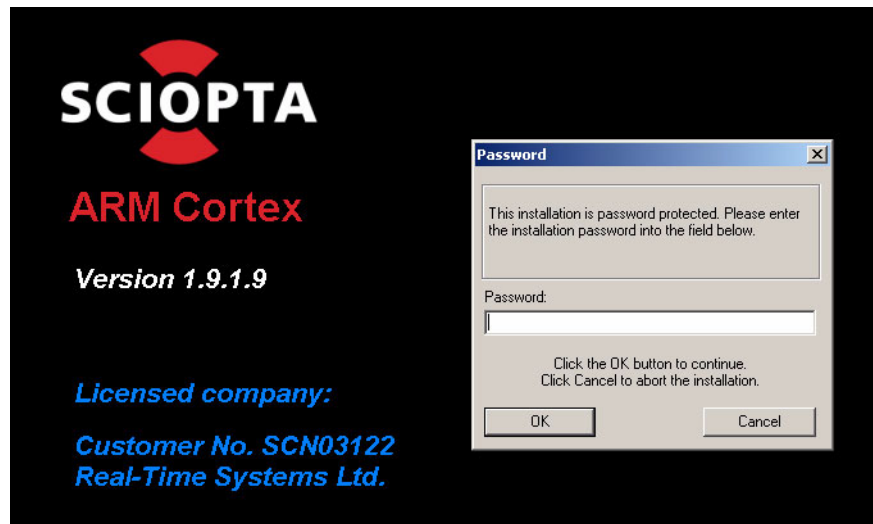 SCIOPTA
ARM Cortex
Version 1.9.1.9
Licensed company:
Customer No. SCN03122
Real-Time Systems Ltd.
Password
This installation is password protected. Please enter
the installation password into the field below.
Password:
Click the OK button to continue.
Click Cancel to abort the installation.
OK
Cancel